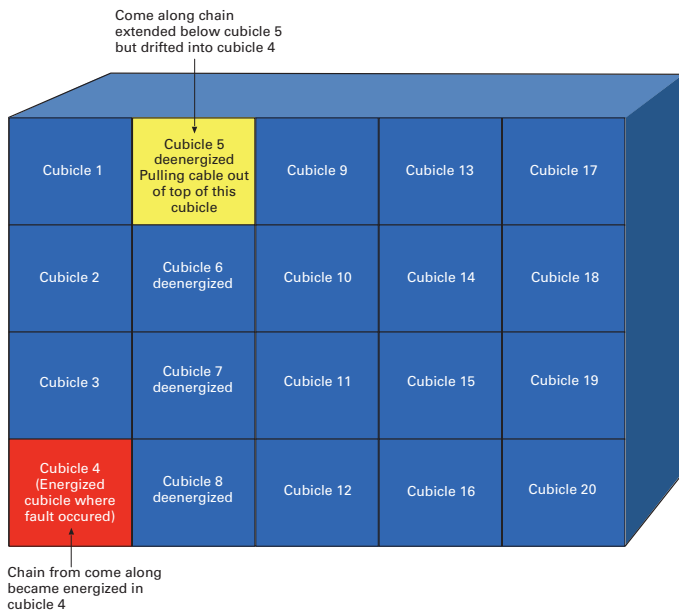 Come along chain
extended below cubicle 5
but drifted into cubicle 4
Cubicle 1
Cubicle 5
deenergized
Pulling cable out
of top of this
cubicle
Cubicle 9
Cubicle 13
Cubicle 17
Cubicle 2
Cubicle 6
deenergized
Cubicle 10
Cubicle 14
Cubicle 18
Cubicle 3
Cubicle 7
deenergized
Cubicle 11
Cubicle 15
Cubicle 19
Cubicle 4
(Energized
cubicle where
fault occured)
Cubicle 8
deenergized
Cubicle 12
Cubicle 16
Cubicle 20
Chain from come along
became energized in
cubicle 4